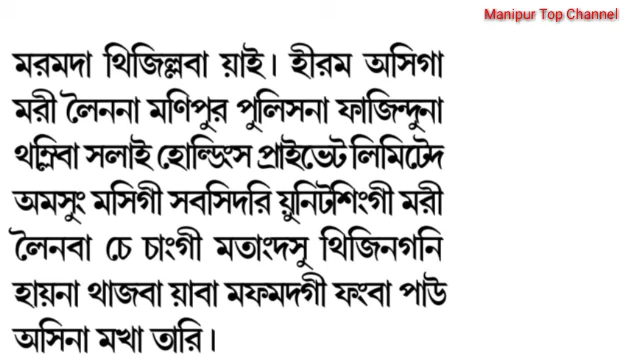 Manipur Top Channel
মরমদা থিজিল্লবা য়াই। হীরম অসিগা
মরী লৈননা মণিপুর পুলিসনা ফাজিন্দুনা
থম্লিবা সলাই হোল্ডিংস প্রাইভেট লিমিটেদ
অমসুং মসিগী সবসিদরি য়ুনিটশিংগী মরী
লৈনবা চে চাংগী মতাংদসু থিজিনগনি
হায়না থাজবা য়াবা মফমদগী ফংবা পাউ
অসিনা মখা তারি।